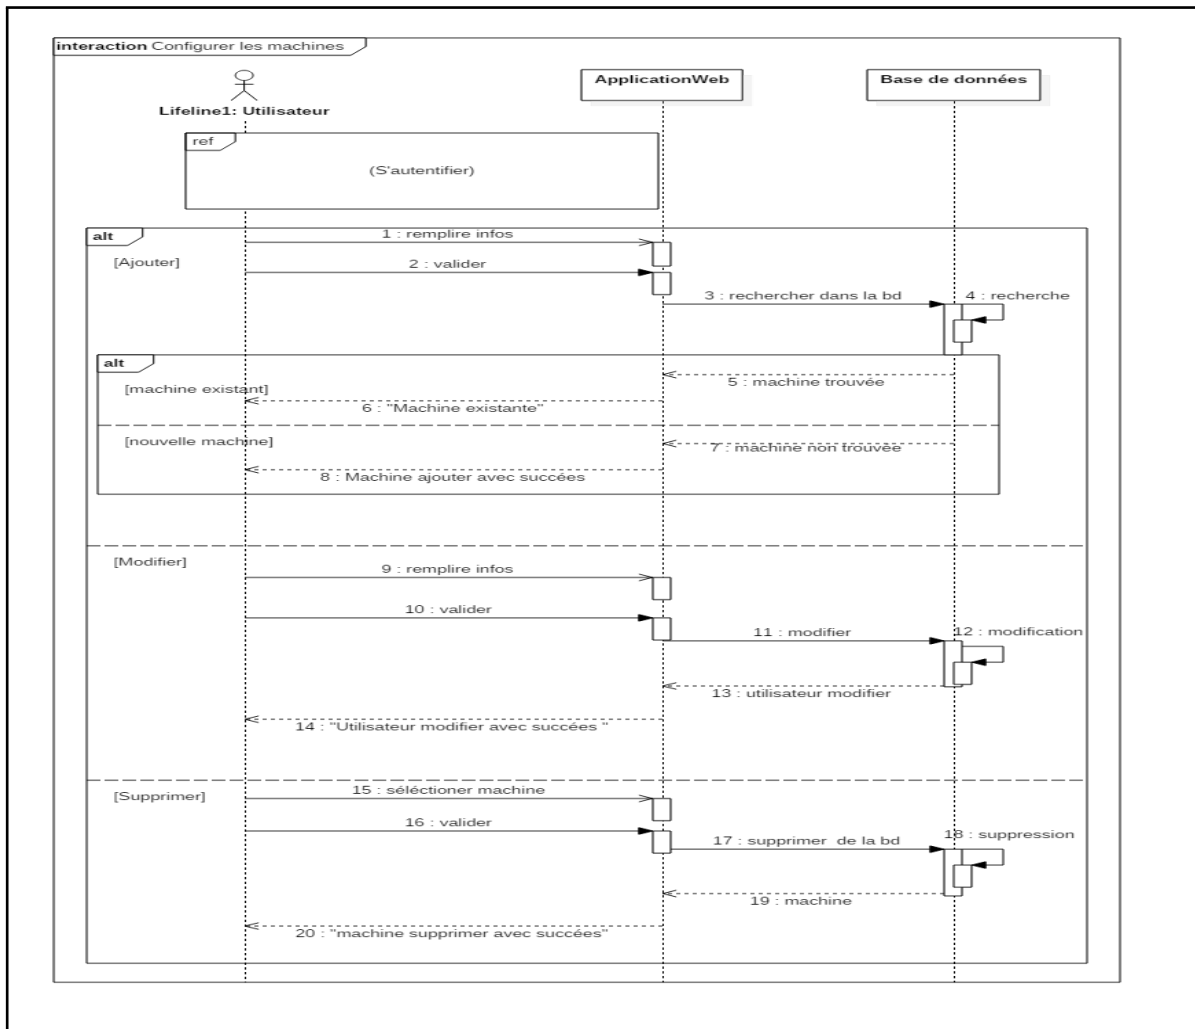 interaction Configurer les machines
ApplicationWeb
Base de données
Lifeline1: Utilisateur
ref
(S'autentifier)
alt
1 : remplire infos
[Ajouter]
2 : valider
3 : rechercher dans la bd
4 : recherche
alt
5 : machine trouvée
[machine existant]
6 : "Machine existante"
[nouvelle machine]
7 : machine non trouvée
8 : Machine ajouter avec succées
[Modifier]
9 : remplire infos
10 : valider
11 : modifier
12 : modification
13 : utilisateur modifier
14 : "Utilisateur modifier avec succées "
[Supprimer]
15 : séléctioner machine
16 : valider
17 : supprimer  de la bd
18 : suppression
19 : machine
20 : "machine supprimer avec succées"